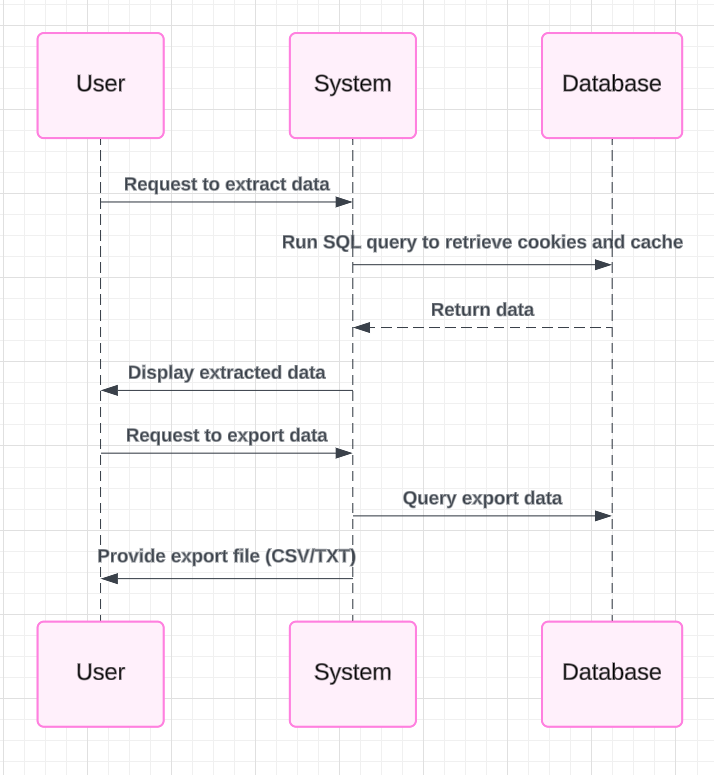 User
System
Database
Request to extract data
Run SQL query to retrieve cookies and cache
Return data
Display extracted data
Request to export data
Query export data
Provide export file (CSV/TXT)
User
System
Database